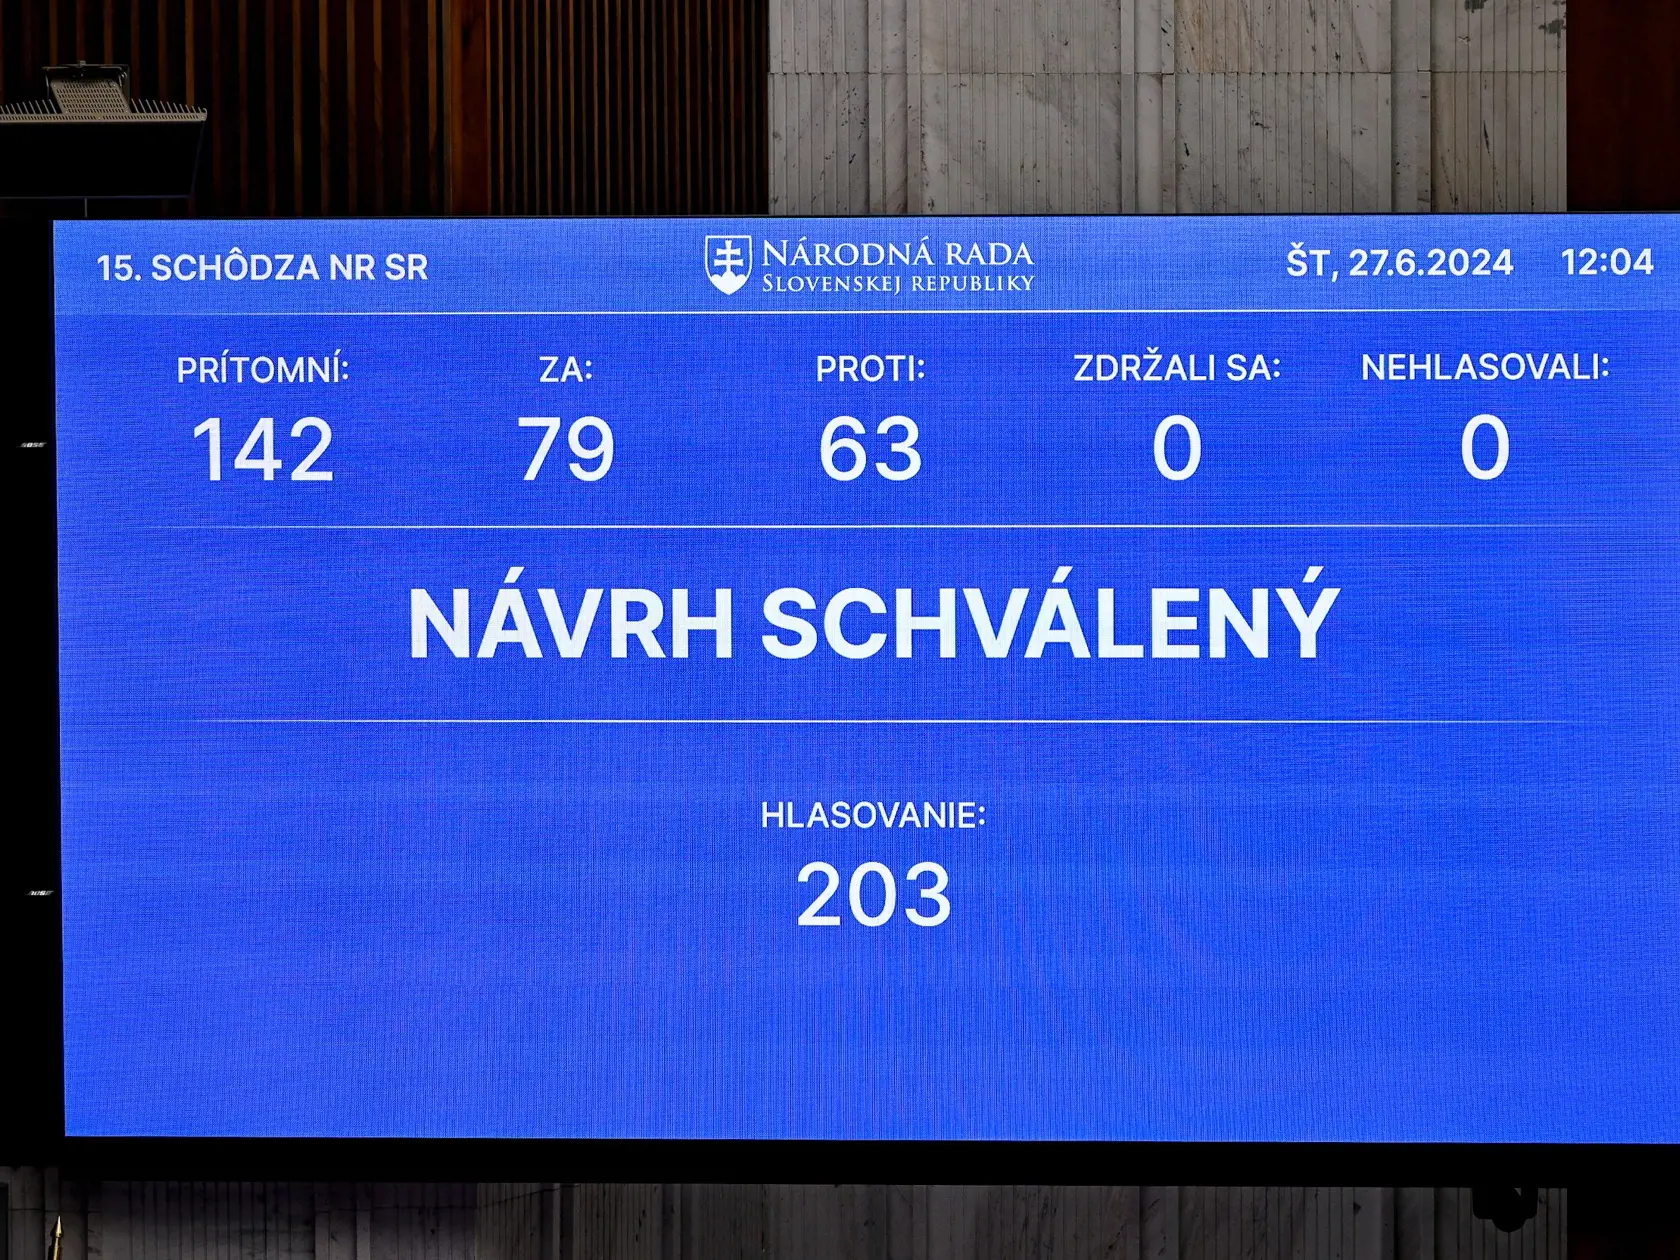 15. SCHÔDZA NR SR
NÁRODNÁ RADA
SLOVENSKEJ REPUBLIKY
ŠT, 27.6.2024 12:04
PRÍTOMNÍ: ZA: PROTI: ZDRŽALI SA: NEHLASOVALI:
142 79 63 0 0
NÁVRH SCHVÁLENÝ
HLASOVANIE:
203